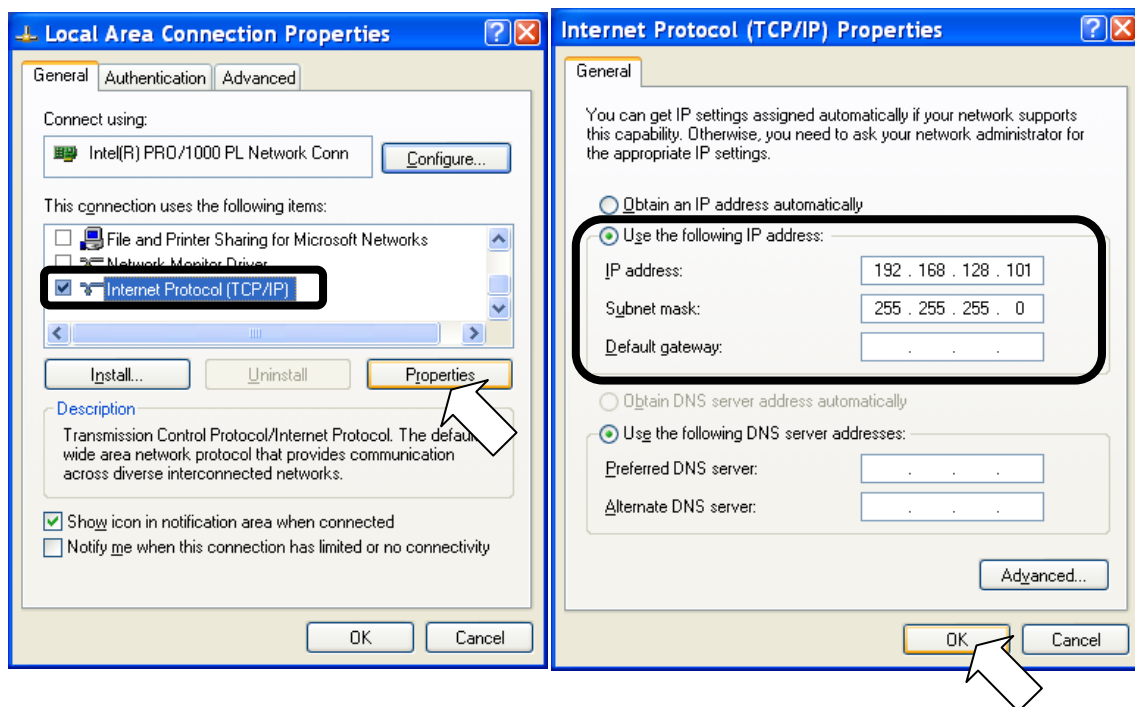 Local Area Connection Properties
General Authentication Advanced
Connect using:
Intel(R) PRO/1000 PL Network Conn Configure...
This connection uses the following items:
File and Printer Sharing for Microsoft Networks
Network Monitor Driver
Internet Protocol (TCP/IP)
Install... Uninstall Properties
Description
Transmission Control Protocol/Internet Protocol. The default
wide area network protocol that provides communication
across diverse interconnected networks.
Show icon in notification area when connected
Notify me when this connection has limited or no connectivity
OK Cancel
Internet Protocol (TCP/IP) Properties
General
You can get IP settings assigned automatically if your network supports
this capability. Otherwise, you need to ask your network administrator for
the appropriate IP settings.
Obtain an IP address automatically
Use the following IP address:
IP address: 192 . 168 . 128 . 101
Subnet mask: 255 . 255 . 255 . 0
Default gateway: . . .
Obtain DNS server address automatically
Use the following DNS server addresses:
Preferred DNS server: . . .
Alternate DNS server: . . .
Advanced...
OK Cancel